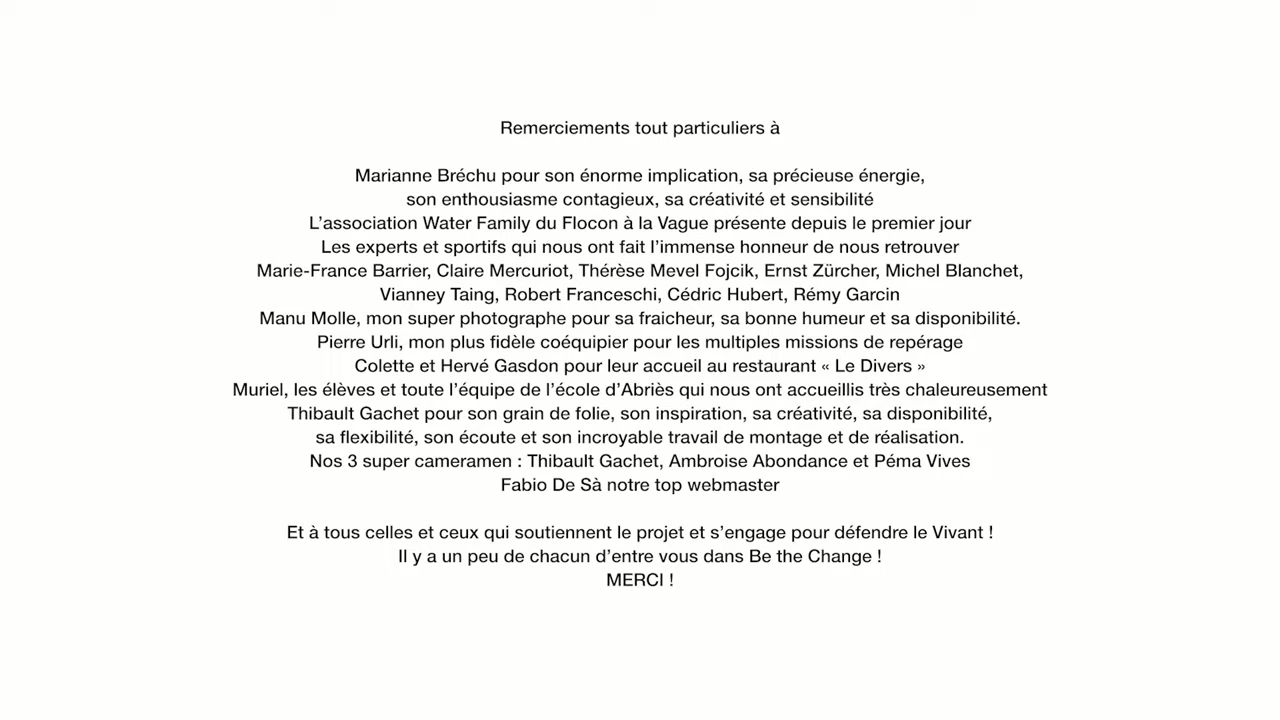 Remerciements tout particuliers à
Marianne Bréchu pour son énorme implication, sa précieuse énergie,
son enthousiasme contagieux, sa créativité et sensibilité
L’association Water Family du Flocon à la Vague présente depuis le premier jour
Les experts et sportifs qui nous ont fait l’immense honneur de nous retrouver
Marie-France Barrier, Claire Mercuriot, Thérèse Mevel Fojcik, Ernst Zürcher, Michel Blanchet,
Vianney Taing, Robert Franceschi, Cédric Hubert, Rémy Garcin
Manu Molle, mon super photographe pour sa fraicheur, sa bonne humeur et sa disponibilité.
Pierre Urli, mon plus fidèle coéquipier pour les multiples missions de repérage
Colette et Hervé Gasdon pour leur accueil au restaurant « Le Divers »
Muriel, les élèves et toute l’équipe de l’école d’Abriès qui nous ont accueillis très chaleureusement
Thibault Gachet pour son grain de folie, son inspiration, sa créativité, sa disponibilité,
sa flexibilité, son écoute et son incroyable travail de montage et de réalisation.
Nos 3 super cameramen : Thibault Gachet, Ambroise Abondance et Péma Vives
Fabio De Sà notre top webmaster
Et à tous celles et ceux qui soutiennent le projet et s’engage pour défendre le Vivant !
Il y a un peu de chacun d’entre vous dans Be the Change !
MERCI !